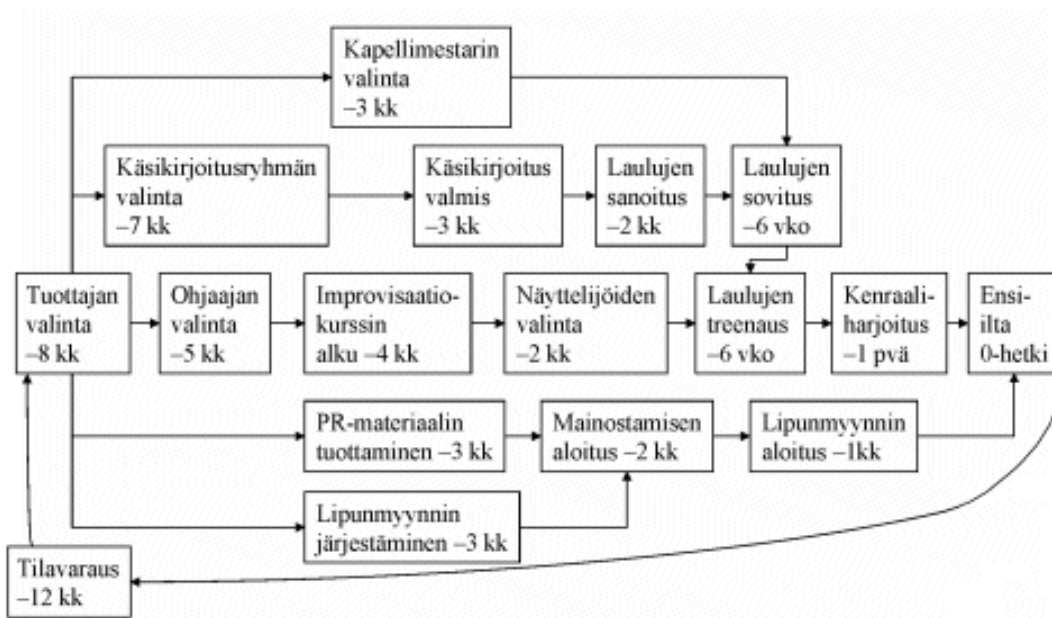 Kapellimestarin
valinta
–3 kk
Käsikirjoitusryhmän
valinta
–7 kk
Käsikirjoitus
valmis
–3 kk
Laulujen
sanoitus
–2 kk
Laulujen
sovitus
–6 vko
Tuottajan
valinta
–8 kk
Ohjaajan
valinta
–5 kk
Improvisaatio-
kurssin
alku –4 kk
Näyttelijöiden
valinta
–2 kk
Laulujen
treenaus
–6 vko
Kenraali-
harjoitus
–1 pvä
Ensi-
ilta
0-hetki
PR-materiaalin
tuottaminen –3 kk
Mainostamisen
aloitus –2 kk
Lipunmyynnin
aloitus –1kk
Lipunmyynnin
järjestäminen –3 kk
Tilavaraus
–12 kk